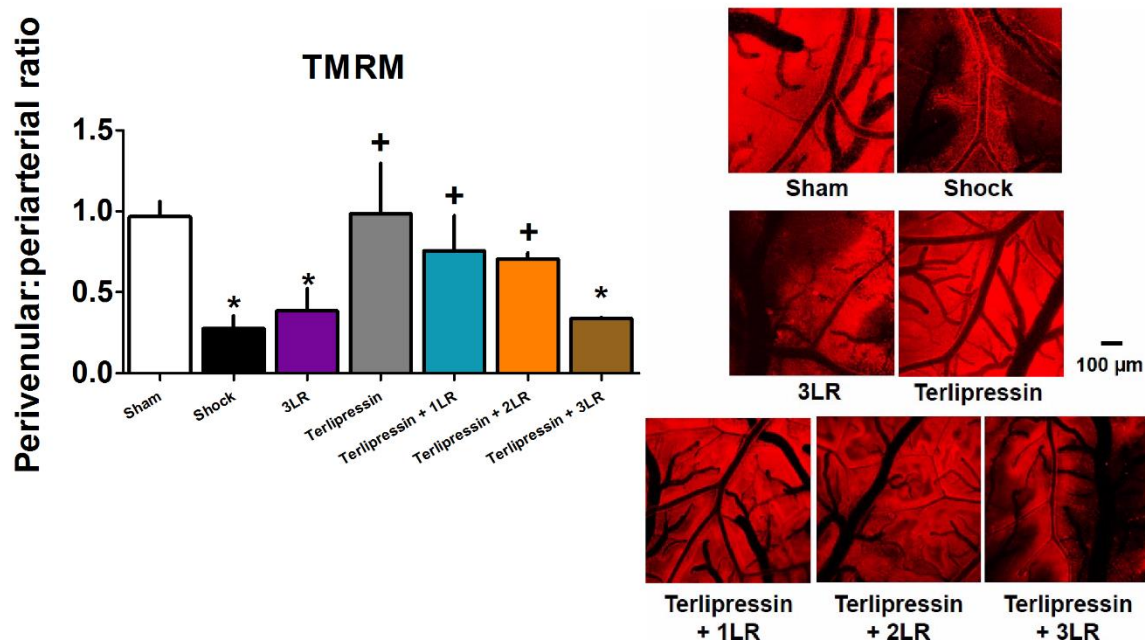 TMRM
Perivenular:periarterial ratio
1.5
1.0
0.5
0.0
*
*
+
+
+
*
Sham
Shock
3LR
Terlipressin
Terlipressin + 1LR
Terlipressin + 2LR
Terlipressin + 3LR
Sham
Shock
3LR
Terlipressin
100 µm
Terlipressin
+ 1LR
Terlipressin
+ 2LR
Terlipressin
+ 3LR